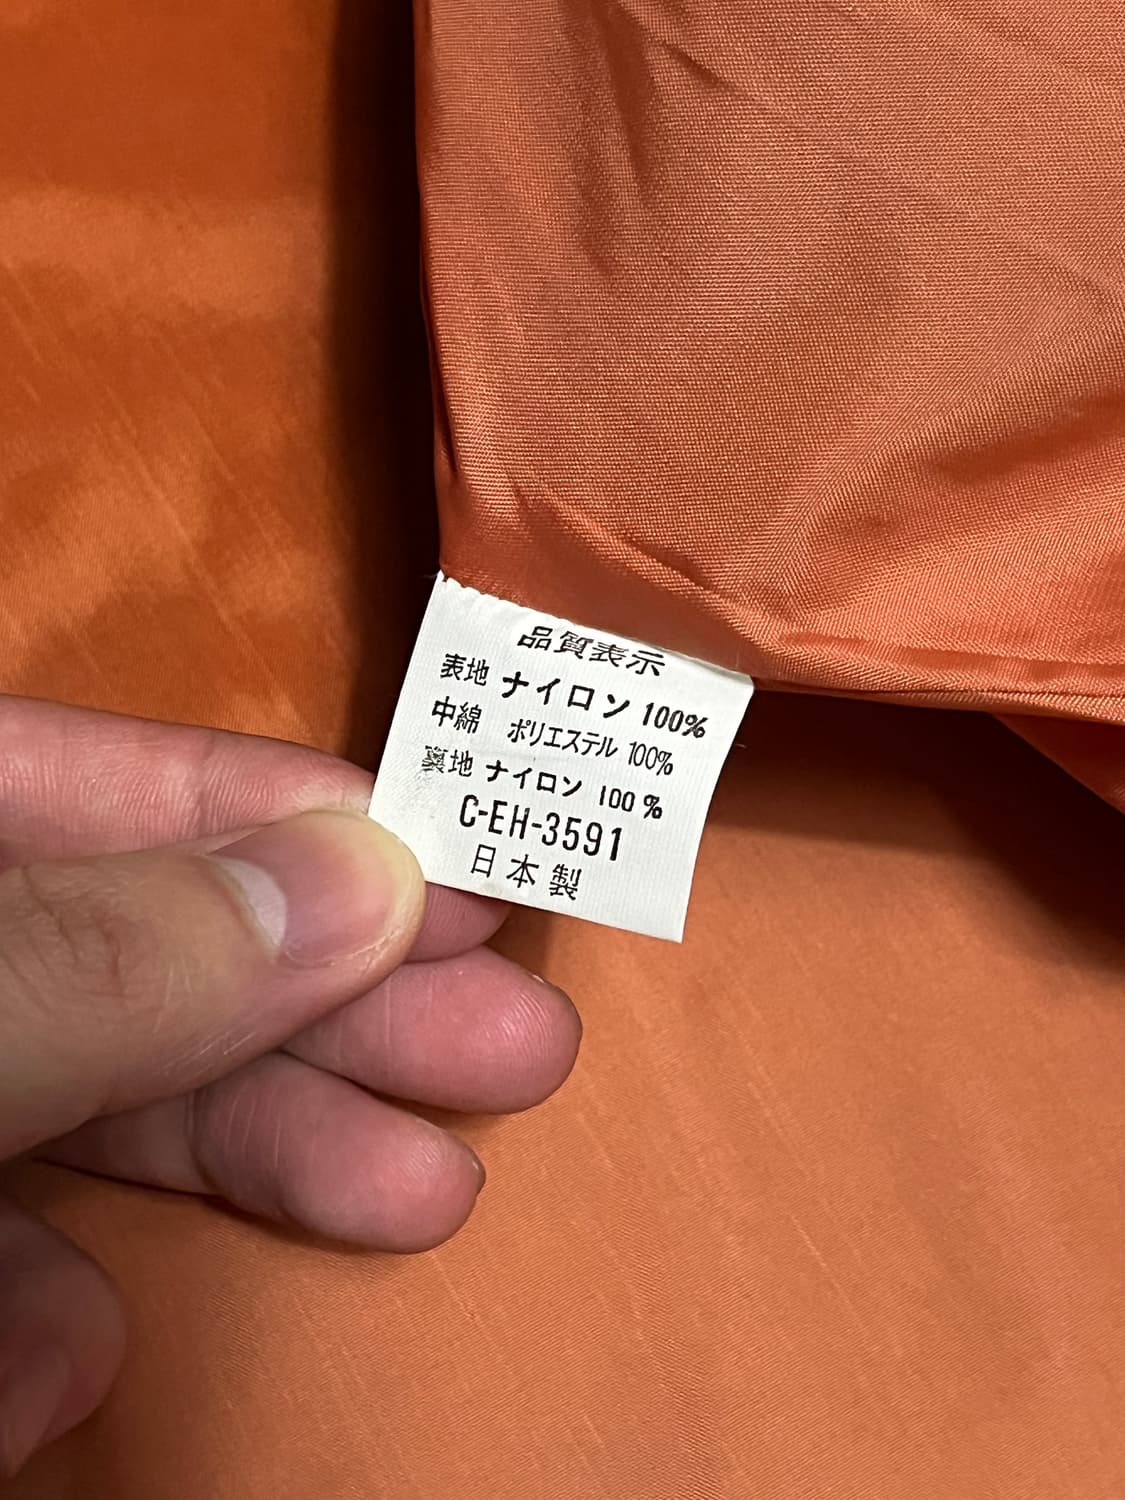 品質表示
表地 ナイロン 100%
中綿 ポリエステル 100%
裏地 ナイロン 100%
C-EH-3591
日本製